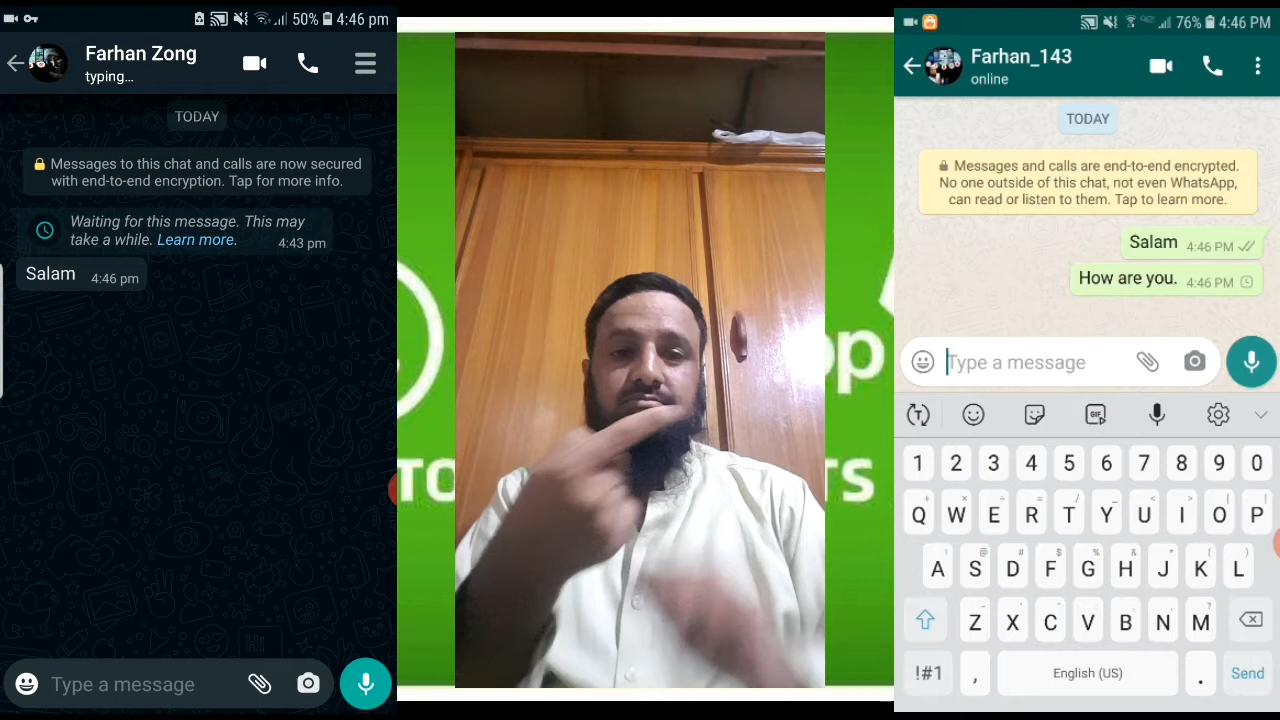 50% 4:46 pm
Farhan Zong
typing...
TODAY
Messages to this chat and calls are now secured
with end-to-end encryption. Tap for more info.
Waiting for this message. This may
take a while. Learn more. 4:43 pm
Salam 4:46 pm
Type a message
pp
TO
TS
76% 4:46 PM
Farhan_143
online
TODAY
Messages and calls are end-to-end encrypted.
No one outside of this chat, not even WhatsApp,
can read or listen to them. Tap to learn more.
Salam 4:46 PM
How are you. 4:46 PM
Type a message
GIF
1 2 3 4 5 6 7 8 9 0
Q W E R T Y U I O P
A S D F G H J K L
Z X C V B N M
!#1 , English (US) . Send